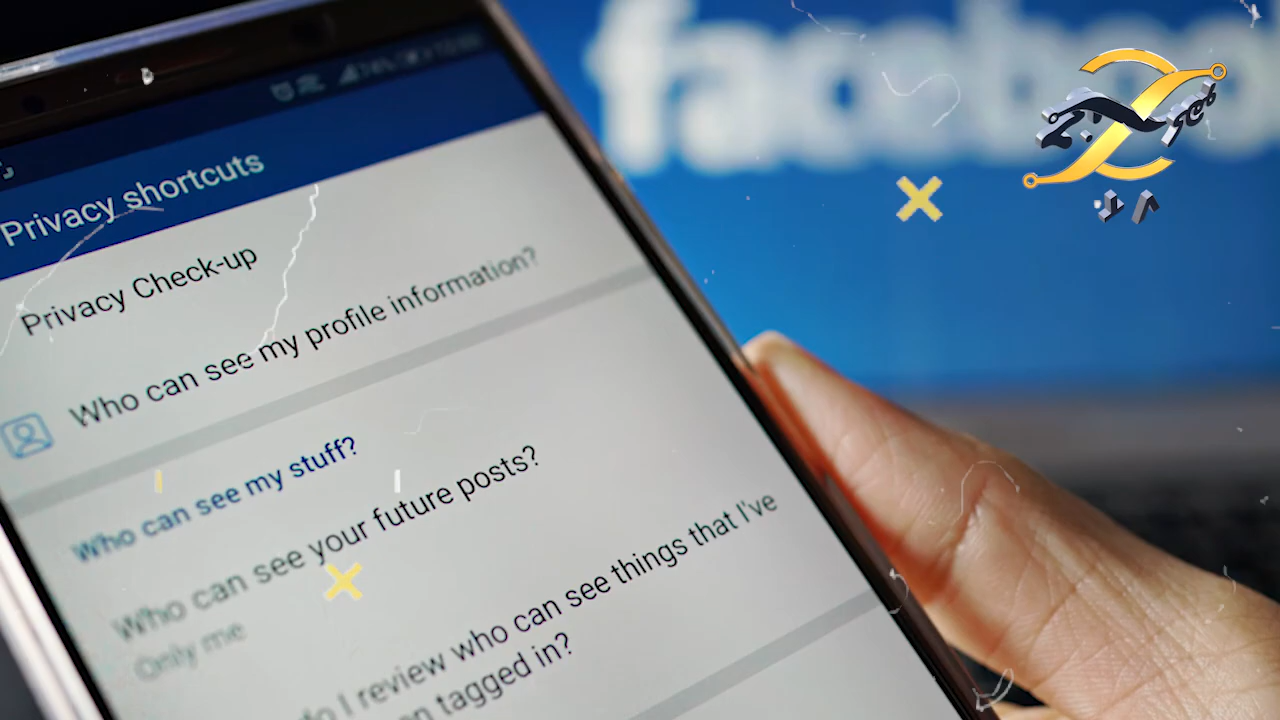 facebook
Privacy shortcuts
Privacy Check-up
Who can see my profile information?
Who can see my stuff?
Who can see your future posts?
Only me
do I review who can see things that I've
tagged in?